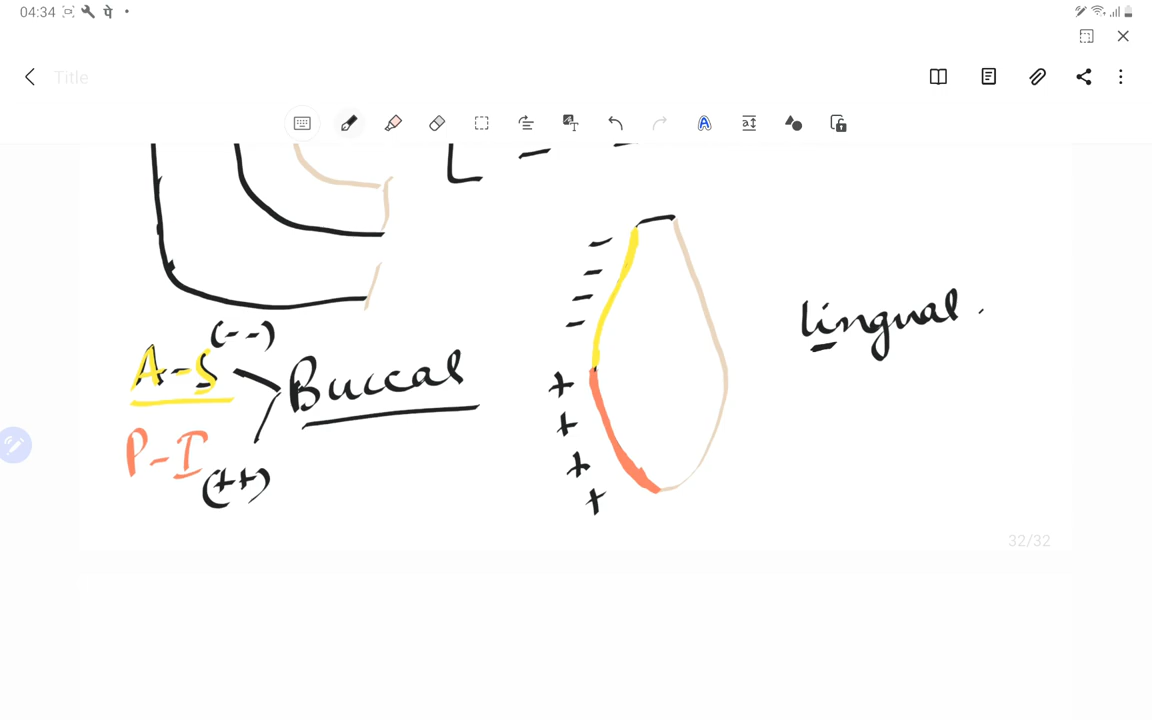 04:34
Title
(--)
A-S
Buccal
P-I
(++)
-
-
-
-
+
+
+
+
lingual.
32/32